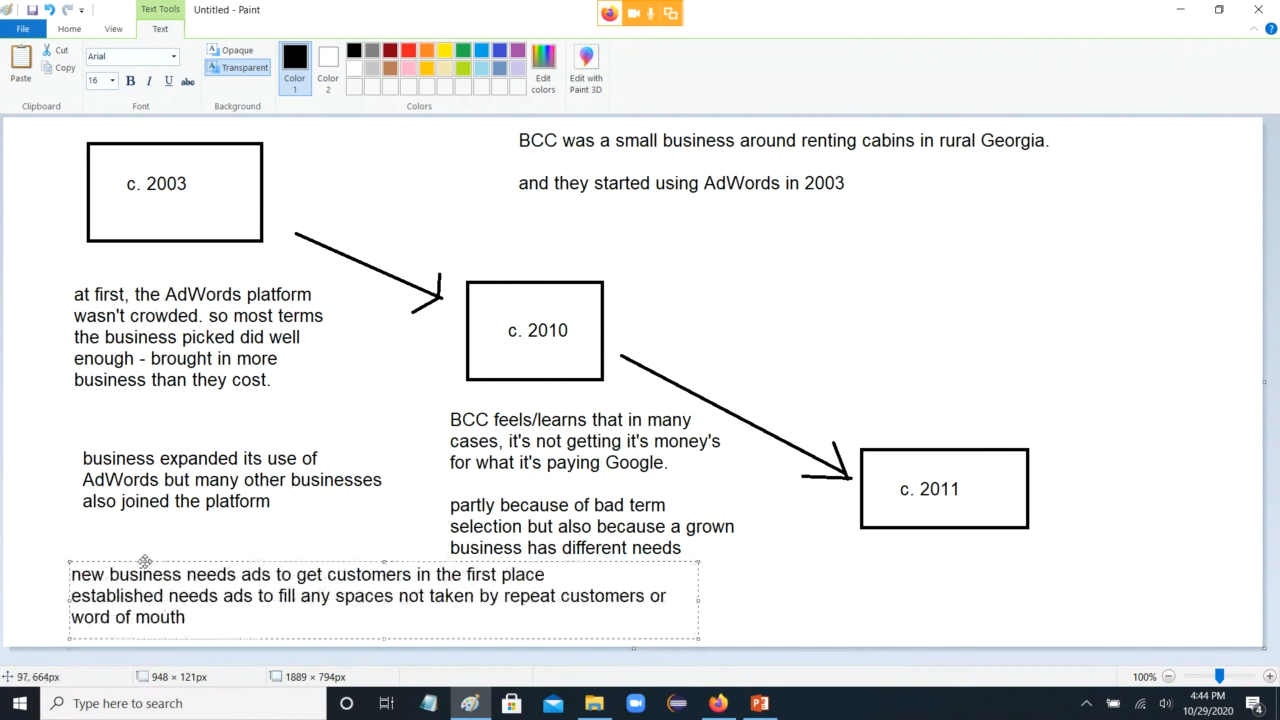 Text Tools
Untitled - Paint
File
Home
View
Text
Paste
Cut
Copy
Clipboard
Arial
16
B I U abc
Font
Opaque
Transparent
Background
Color 1
Color 2
Colors
Edit colors
Edit with Paint 3D
BCC was a small business around renting cabins in rural Georgia.
and they started using AdWords in 2003
c. 2003
at first, the AdWords platform
wasn't crowded. so most terms
the business picked did well
enough - brought in more
business than they cost.
c. 2010
business expanded its use of
AdWords but many other businesses
also joined the platform
BCC feels/learns that in many
cases, it's not getting it's money's
for what it's paying Google.
partly because of bad term
selection but also because a grown
business has different needs
c. 2011
new business needs ads to get customers in the first place
established needs ads to fill any spaces not taken by repeat customers or
word of mouth
97, 664px
948 × 121px
1889 × 794px
100%
Type here to search
4:44 PM
10/29/2020
4